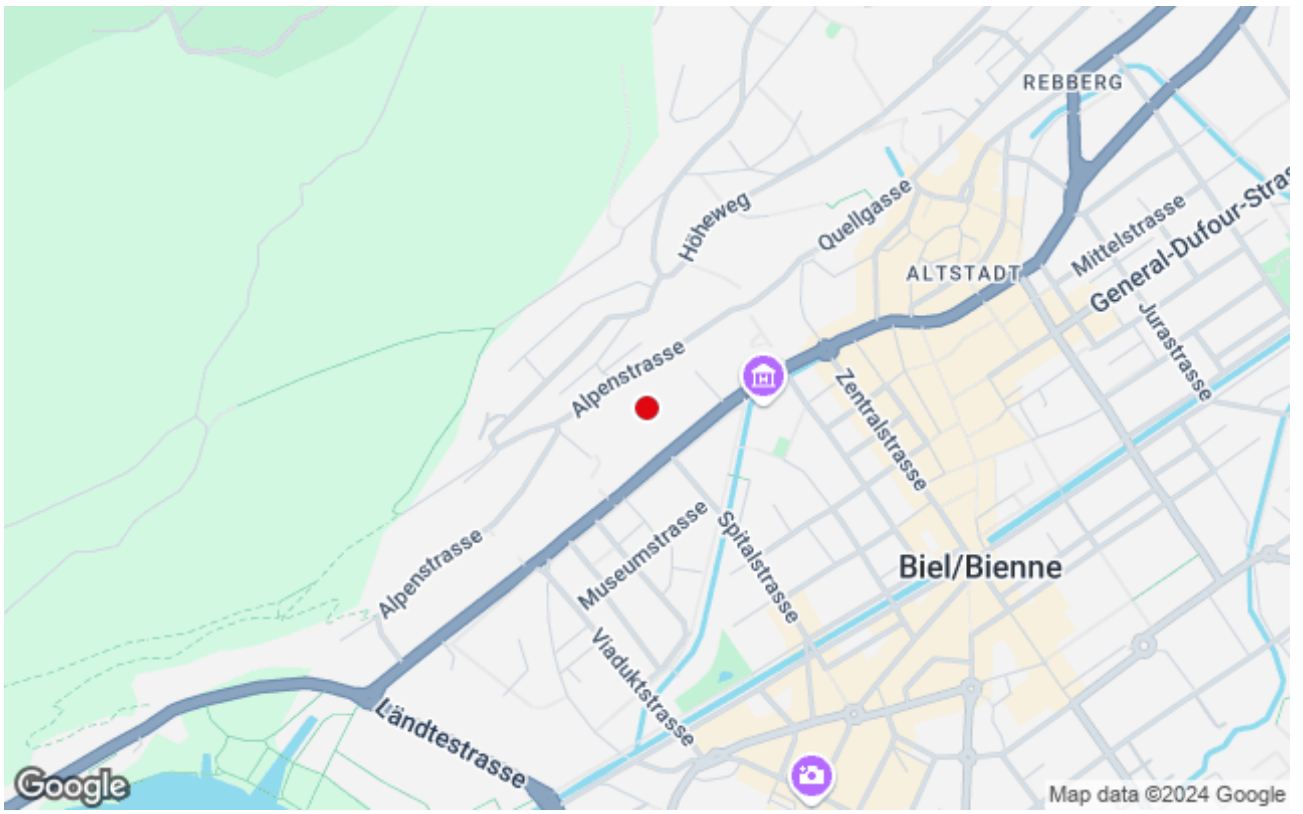 REBBERG
Höheweg
Quellgasse
Mittelstrasse
General-Dufour-Stras
ALTSTADT
Jurastrasse
Alpenstrasse
Zentralstrasse
Museumstrasse
Spitalstrasse
Alpenstrasse
Biel/Bienne
Viaduktstrasse
Ländtestrasse
Google
Map data ©2024 Google